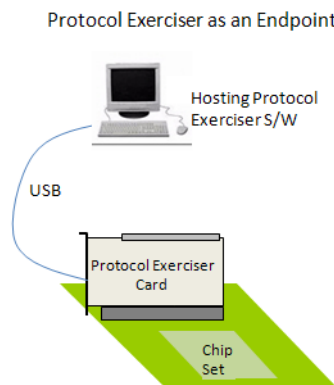 Protocol Exerciser as an Endpoint
Hosting Protocol
Exerciser S/W
USB
Protocol Exerciser
Card
Chip
Set